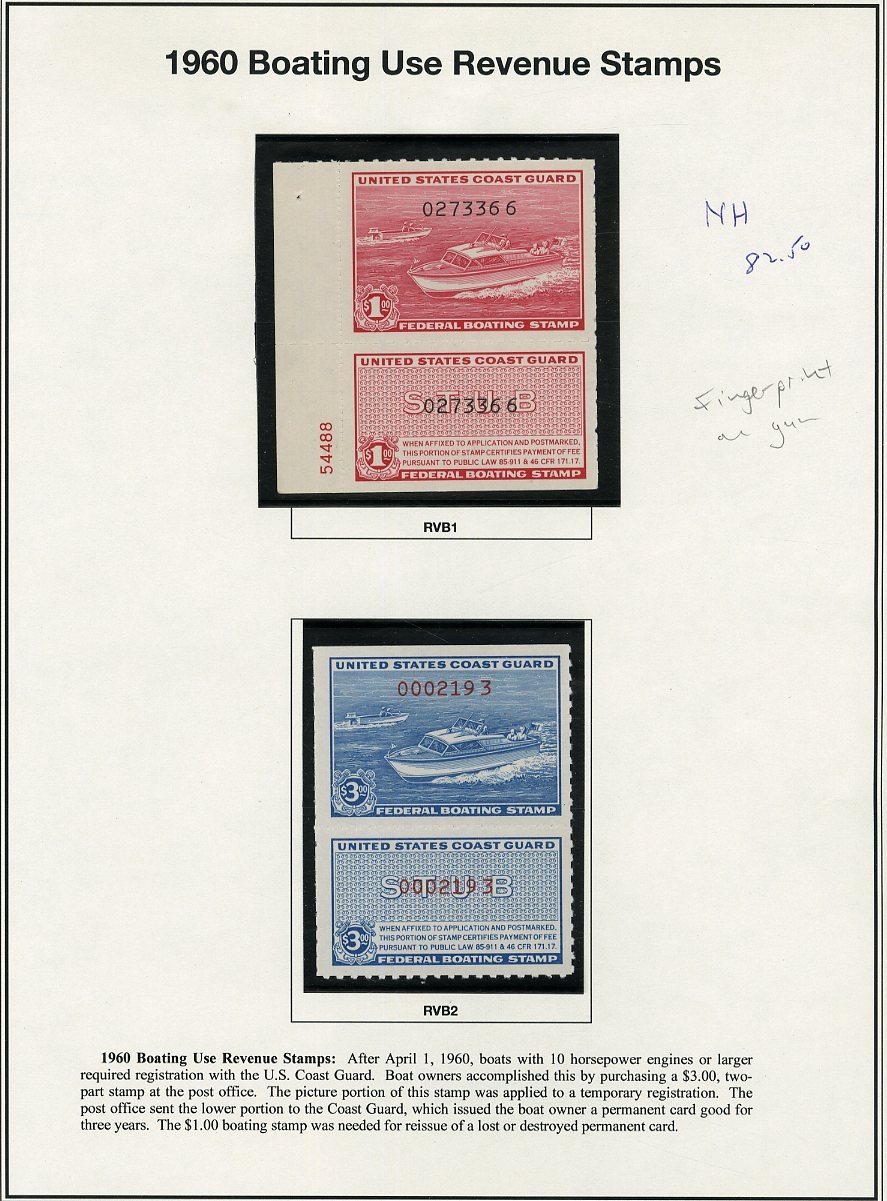 1960 Boating Use Revenue Stamps
UNITED STATES COAST GUARD
0273366
$1.00
FEDERAL BOATING STAMP
NH
82.50
UNITED STATES COAST GUARD
STUB
0273366
54488
$1.00
WHEN AFFIXED TO APPLICATION AND POSTMARKED,
THIS PORTION OF STAMP CERTIFIES PAYMENT OF FEE
PURSUANT TO PUBLIC LAW 85-911 & 46 CFR 171.17.
FEDERAL BOATING STAMP
Fingerprint
on gum
RVB1
UNITED STATES COAST GUARD
0002193
$3.00
FEDERAL BOATING STAMP
UNITED STATES COAST GUARD
STUB
0002193
$3.00
WHEN AFFIXED TO APPLICATION AND POSTMARKED,
THIS PORTION OF STAMP CERTIFIES PAYMENT OF FEE
PURSUANT TO PUBLIC LAW 85-911 & 46 CFR 171.17.
FEDERAL BOATING STAMP
RVB2
1960 Boating Use Revenue Stamps: After April 1, 1960, boats with 10 horsepower engines or larger
required registration with the U.S. Coast Guard. Boat owners accomplished this by purchasing a $3.00, two-
part stamp at the post office. The picture portion of this stamp was applied to a temporary registration. The
post office sent the lower portion to the Coast Guard, which issued the boat owner a permanent card good for
three years. The $1.00 boating stamp was needed for reissue of a lost or destroyed permanent card.